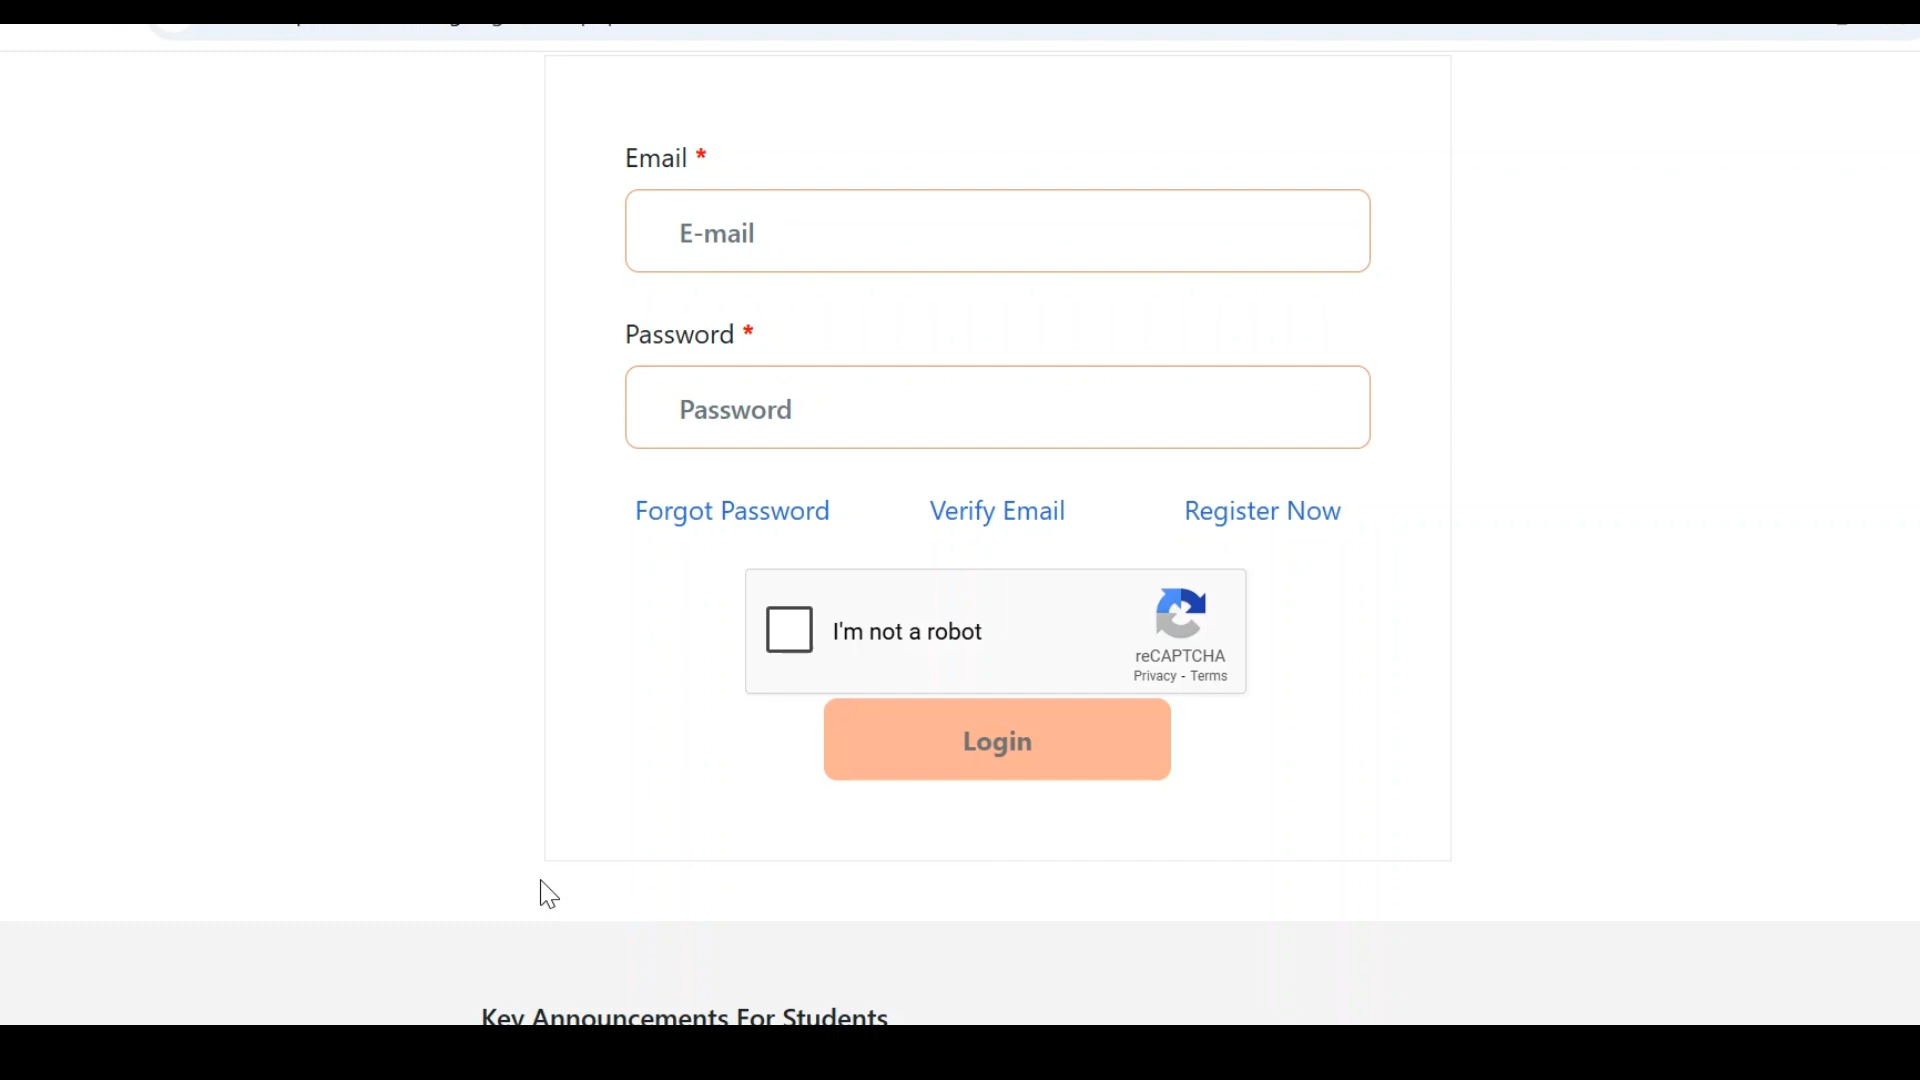 Email *
E-mail
Password *
Password
Forgot Password Verify Email Register Now
I'm not a robot
reCAPTCHA
Privacy - Terms
Login
Key Announcements For Students